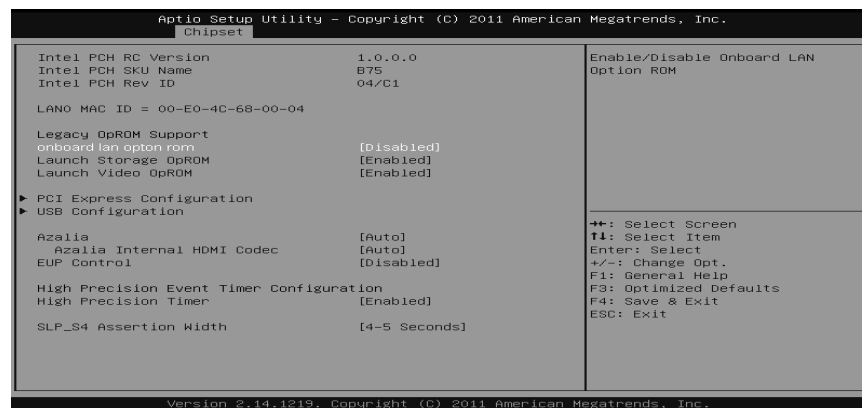 Aptio Setup Utility – Copyright (C) 2011 American Megatrends, Inc.
Chipset
Intel PCH RC Version 1.0.0.0
Intel PCH SKU Name B75
Intel PCH Rev ID 04/C1
LAN0 MAC ID = 00-E0-4C-68-00-04
Legacy OpROM Support
onboard lan opton rom [Disabled]
Launch Storage OpROM [Enabled]
Launch Video OpROM [Enabled]
► PCI Express Configuration
► USB Configuration
Azalia [Auto]
Azalia Internal HDMI Codec [Auto]
EUP Control [Disabled]
High Precision Event Timer Configuration
High Precision Timer [Enabled]
SLP_S4 Assertion Width [4-5 Seconds]
Enable/Disable Onboard LAN
Option ROM
→←: Select Screen
↑↓: Select Item
Enter: Select
+/-: Change Opt.
F1: General Help
F3: Optimized Defaults
F4: Save & Exit
ESC: Exit
Version 2.14.1219. Copyright (C) 2011 American Megatrends, Inc.